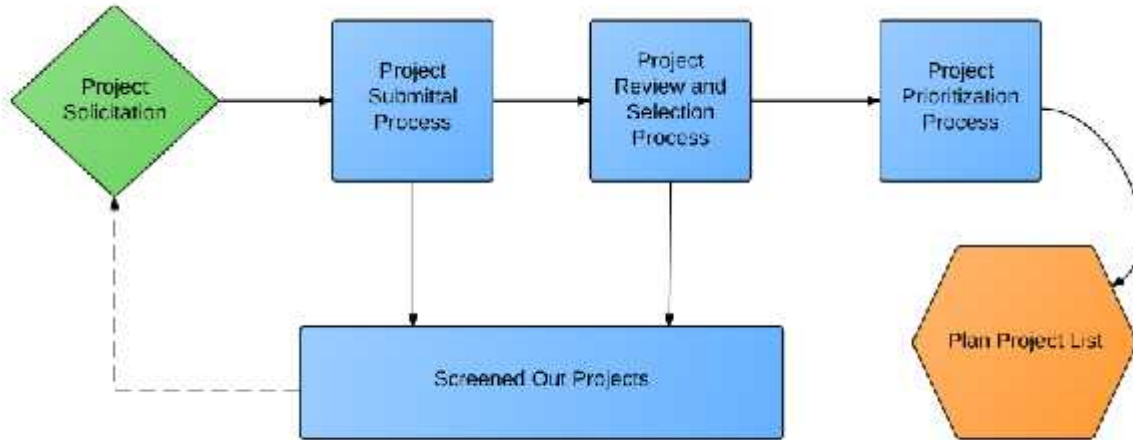 Project
Solicitation
Project
Submittal
Process
Project
Review and
Selection
Process
Project
Prioritization
Process
Screened Out Projects
Plan Project List